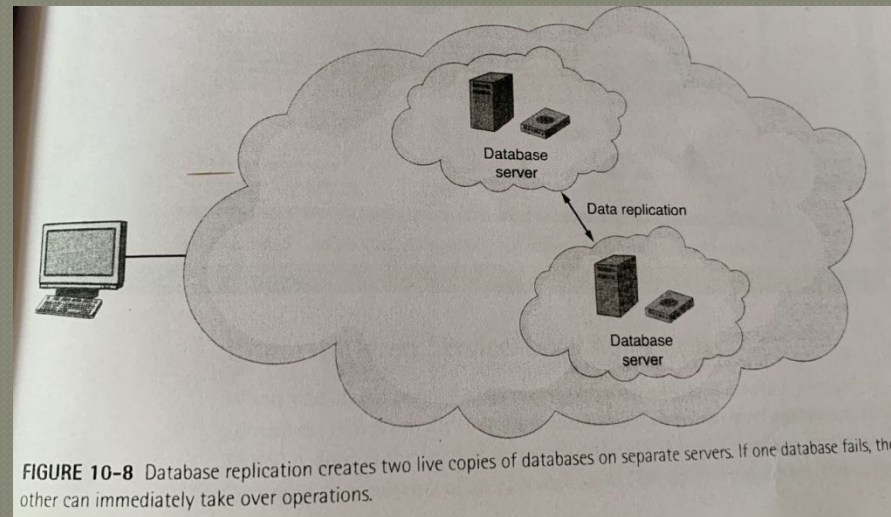 Database
server
Data replication
Database
server
FIGURE 10-8 Database replication creates two live copies of databases on separate servers. If one database fails, the
other can immediately take over operations.